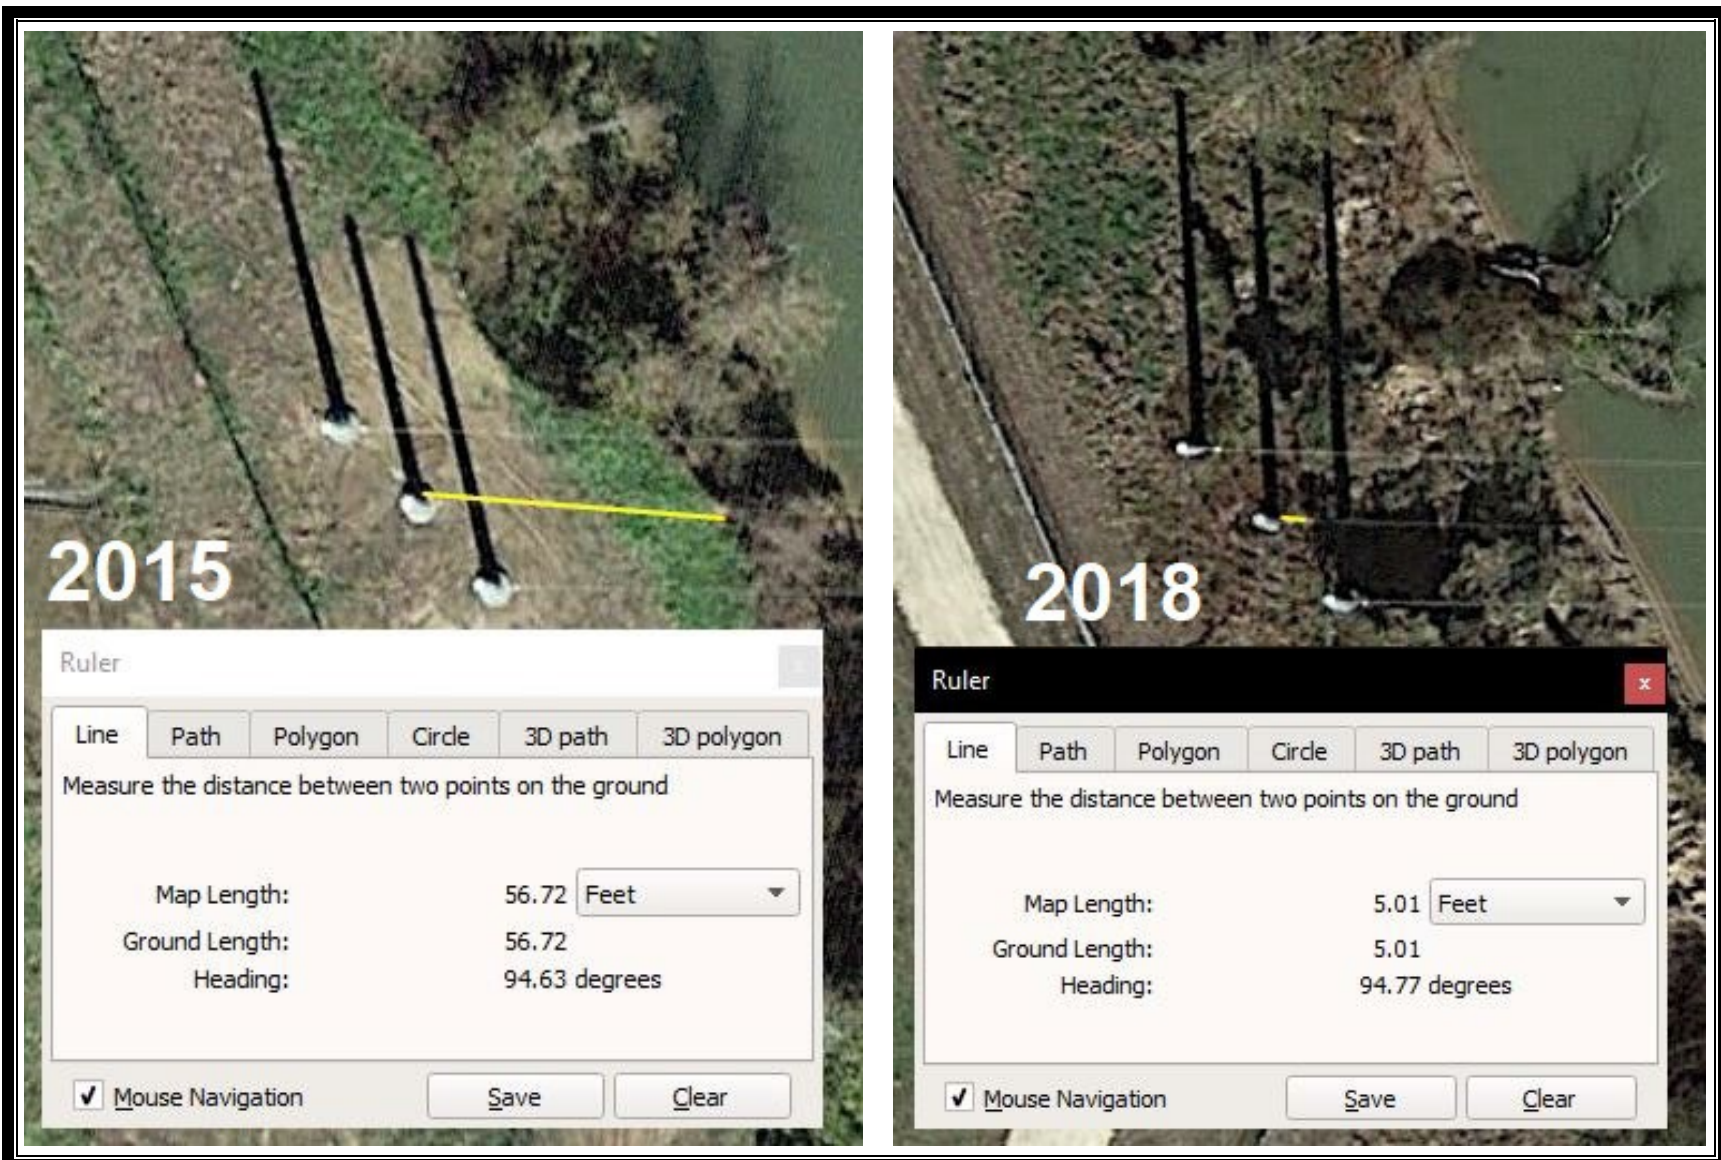 2015
Ruler
Line Path Polygon Circle 3D path 3D polygon
Measure the distance between two points on the ground
Map Length: 56.72 Feet
Ground Length: 56.72
Heading: 94.63 degrees
Mouse Navigation Save Clear
2018
Ruler x
Line Path Polygon Circle 3D path 3D polygon
Measure the distance between two points on the ground
Map Length: 5.01 Feet
Ground Length: 5.01
Heading: 94.77 degrees
Mouse Navigation Save Clear